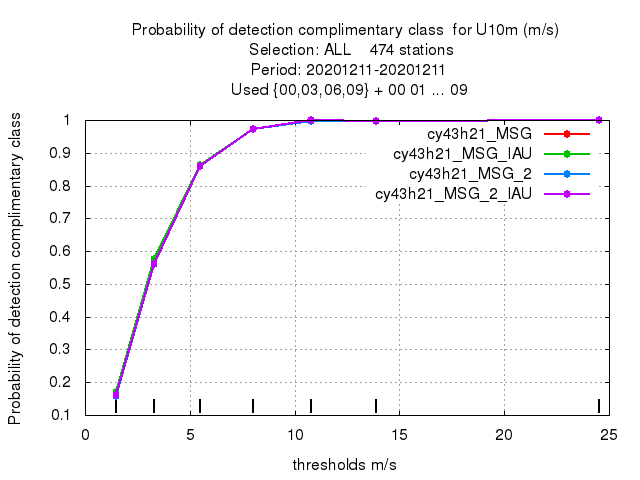 Probability of detection complimentary class  for U10m (m/s)
Selection: ALL    474 stations
Period: 20201211-20201211
Used {00,03,06,09} + 00 01 ... 09
Probability of detection complimentary class
1
0.9
0.8
0.7
0.6
0.5
0.4
0.3
0.2
0.1
cy43h21_MSG
cy43h21_MSG_IAU
cy43h21_MSG_2
cy43h21_MSG_2_IAU
0 5 10 15 20 25
thresholds m/s